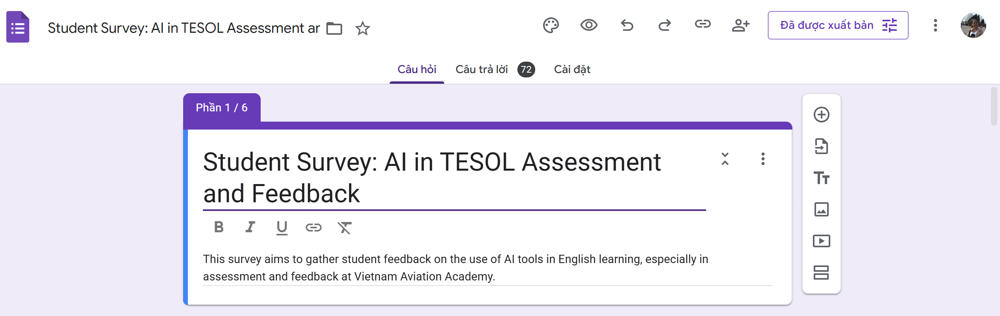 Student Survey: AI in TESOL Assessment ar
Đã được xuất bản
Câu hỏi
Câu trả lời
72
Cài đặt
Phần 1 / 6
Student Survey: AI in TESOL Assessment
and Feedback
B I U
This survey aims to gather student feedback on the use of AI tools in English learning, especially in
assessment and feedback at Vietnam Aviation Academy.
Tт